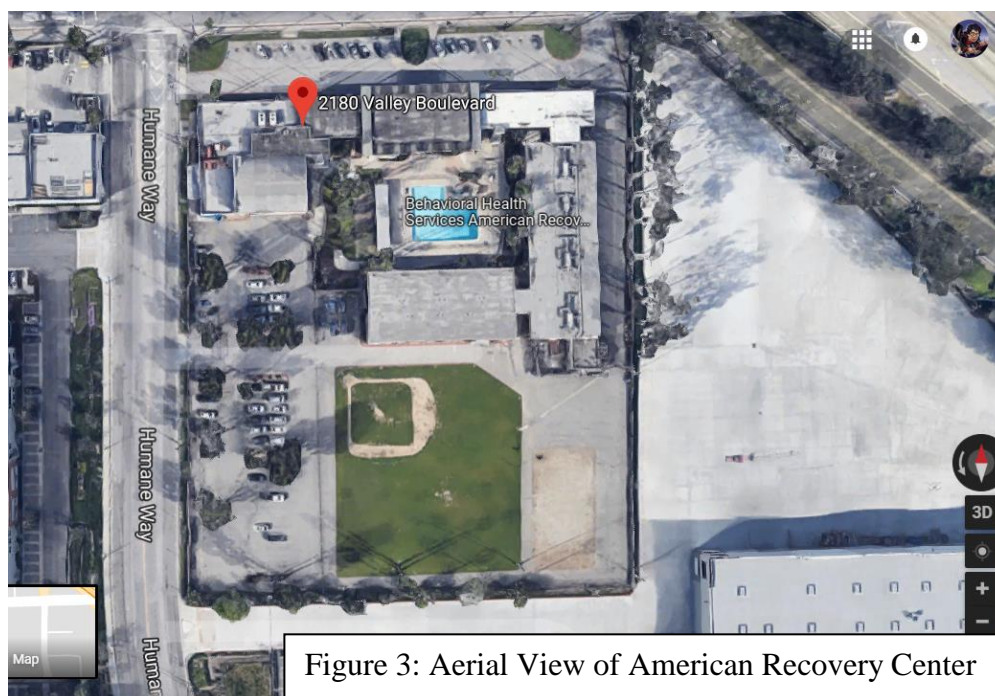 2180 Valley Boulevard
Humane Way
Behavioral Health
Services American Recov...
Humane Way
3D
Huma
Map
Figure 3: Aerial View of American Recovery Center